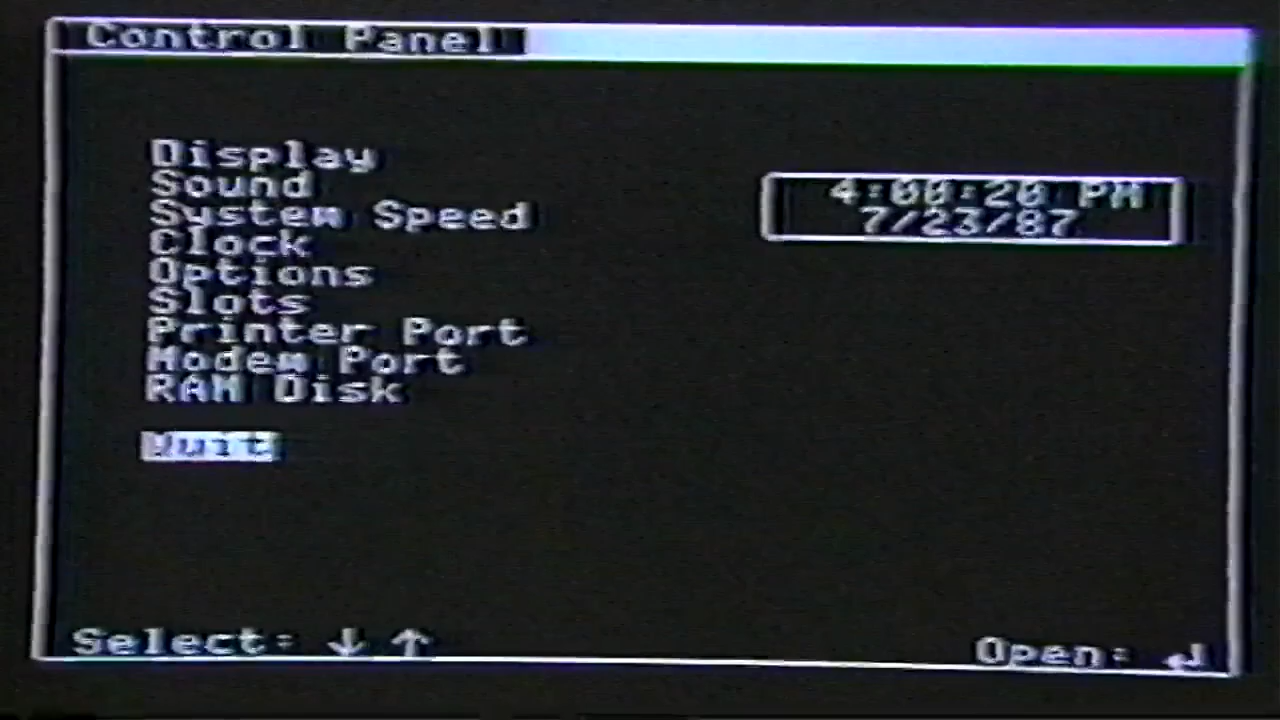 Control Panel
Display
Sound
System Speed
Clock
Options
Slots
Printer Port
Modem Port
RAM Disk
Quit
4:00:20 PM
7/23/87
Select: ↓ ↑
Open: ↵